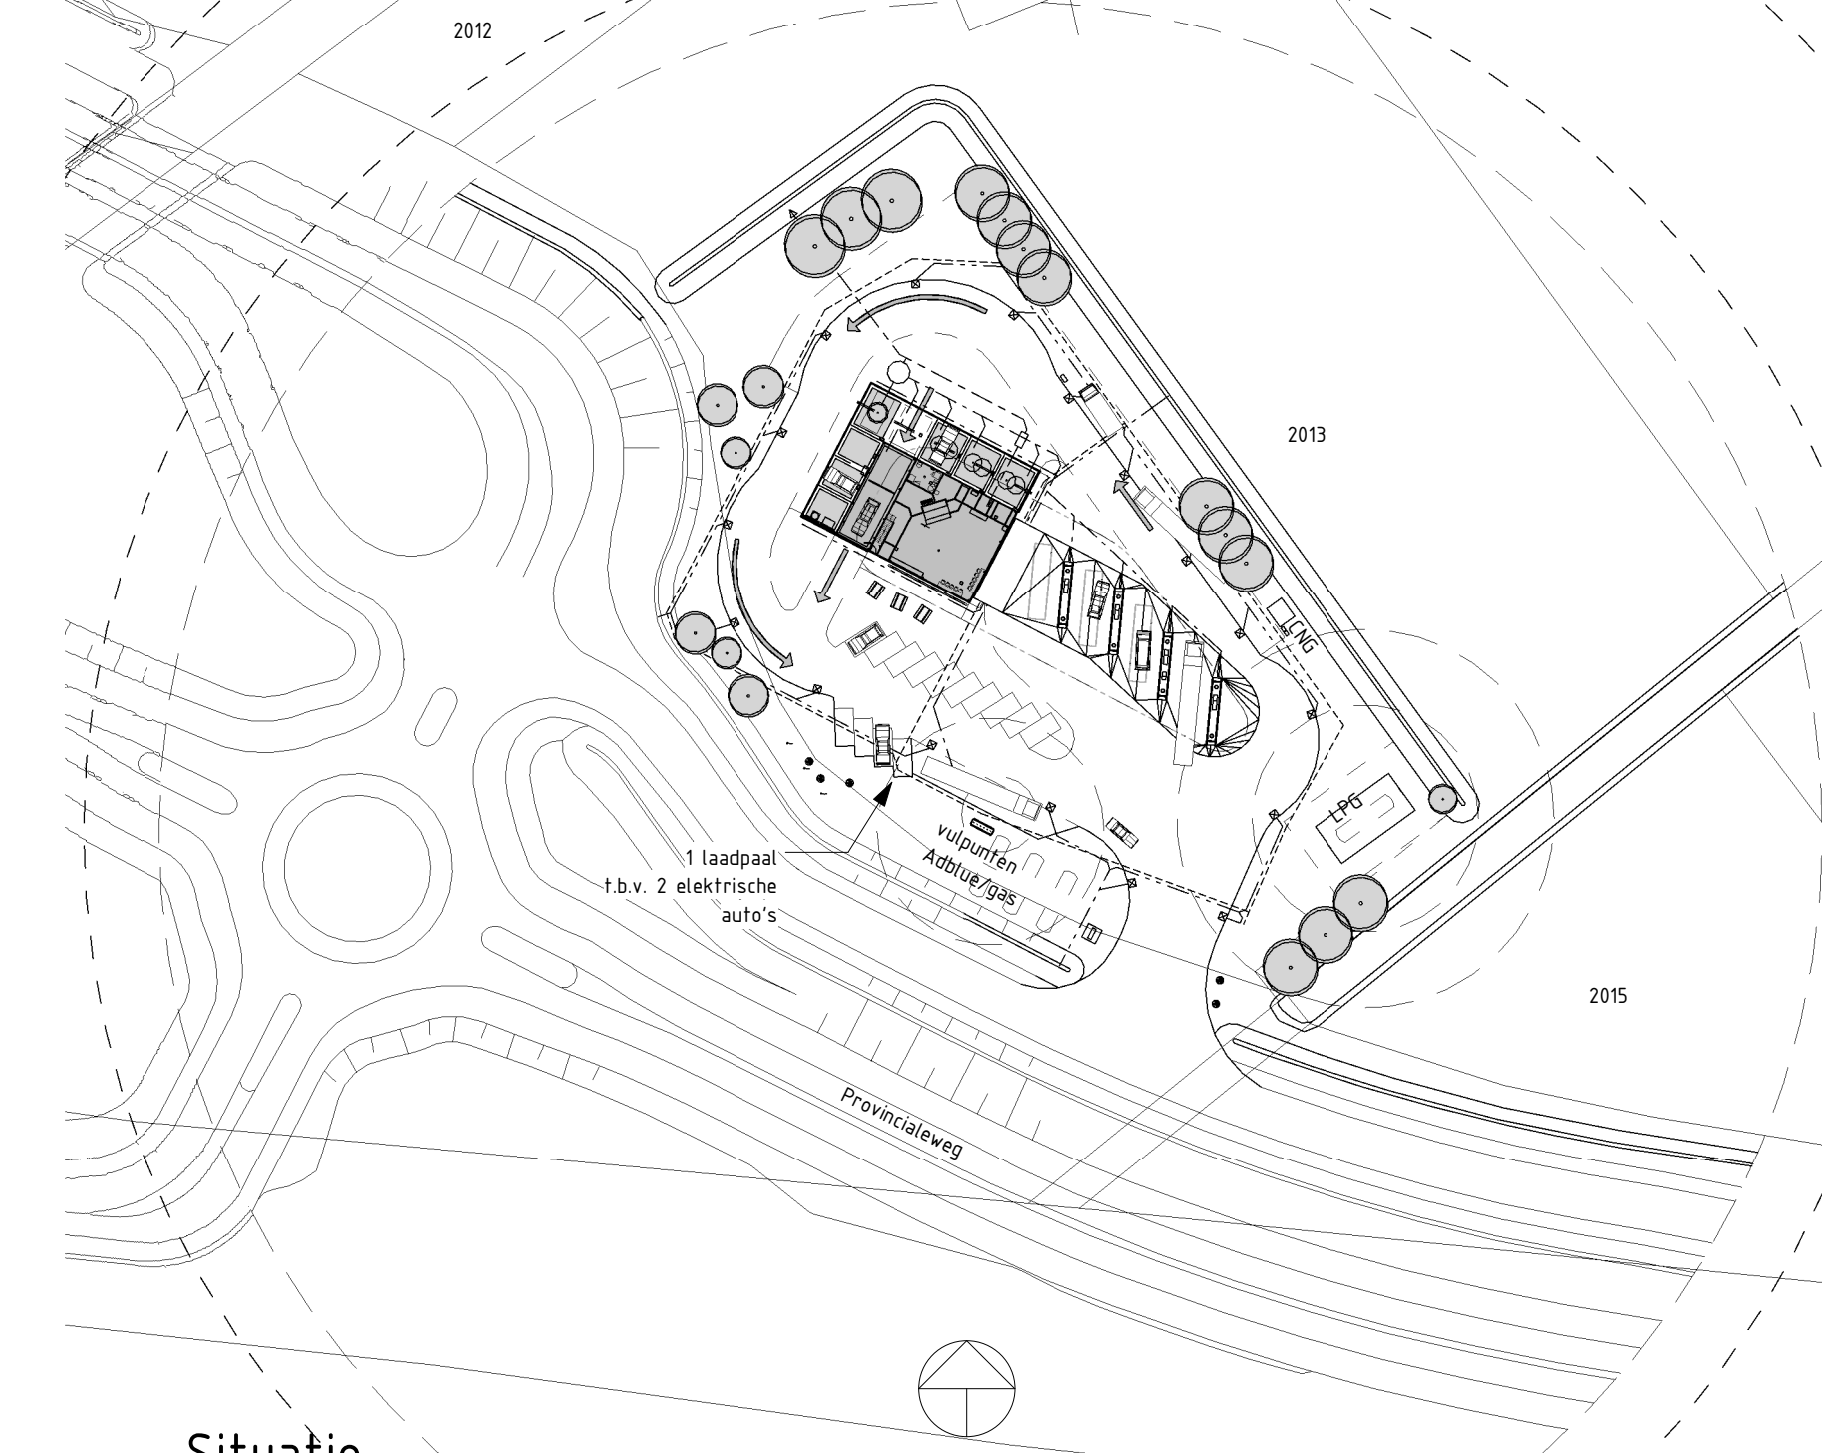 2012
2013
CNG
LPG
vulpunten
Adblue/gas
1 laadpaal
t.b.v. 2 elektrische
auto's
2015
Provincialeweg
Situatie